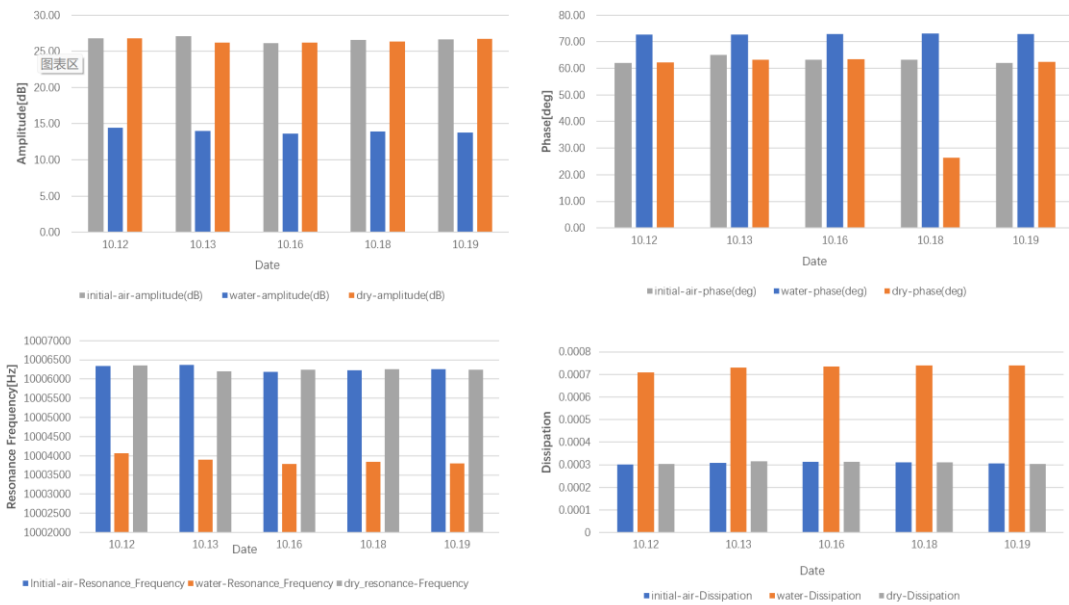 30.00
25.00
20.00
15.00
10.00
5.00
0.00
Amplitude[dB]
图表区
10.12 10.13 10.16 10.18 10.19
Date
initial-air-amplitude(dB) water-amplitude(dB) dry-amplitude(dB)
80.00
70.00
60.00
50.00
40.00
30.00
20.00
10.00
0.00
Phase[deg]
10.12 10.13 10.16 10.18 10.19
Date
initial-air-phase(deg) water-phase(deg) dry-phase(deg)
10007000
10006500
10006000
10005500
10005000
10004500
10004000
10003500
10003000
10002500
10002000
Resonance Frequency[Hz]
10.12 10.13 10.16 10.18 10.19
Date
Initial-air-Resonance_Frequency water-Resonance_Frequency dry_resonance-Frequency
0.0008
0.0007
0.0006
0.0005
0.0004
0.0003
0.0002
0.0001
0
Dissipation
10.12 10.13 10.16 10.18 10.19
Date
initial-air-Dissipation water-Dissipation dry-Dissipation